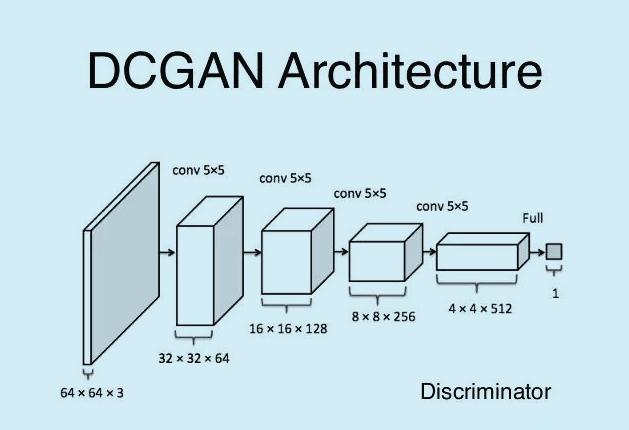 DCGAN Architecture
conv 5×5
conv 5×5
conv 5×5
conv 5×5
Full
64 × 64 × 3
32 × 32 × 64
16 × 16 × 128
8 × 8 × 256
4 × 4 × 512
1
Discriminator